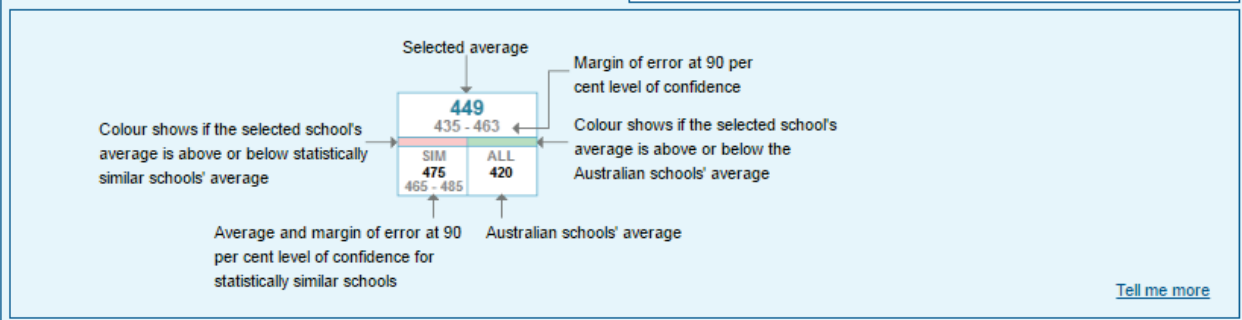 Selected average
Margin of error at 90 per
cent level of confidence
449
435 - 463
Colour shows if the selected school's
average is above or below statistically
similar schools' average
Colour shows if the selected school's
average is above or below the
Australian schools' average
SIM
475
465 - 485
ALL
420
Average and margin of error at 90
per cent level of confidence for
statistically similar schools
Australian schools' average
Tell me more